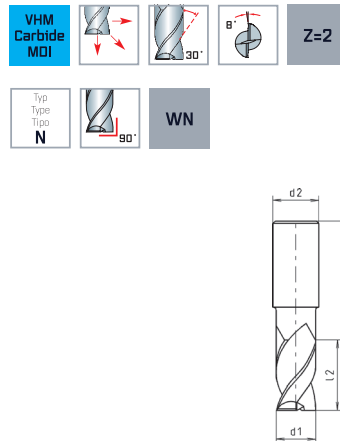 VHM
Carbide
MDI
30°
8°
Z=2
Typ
Type
Tipo
N
90°
WN
d2
l2
d1